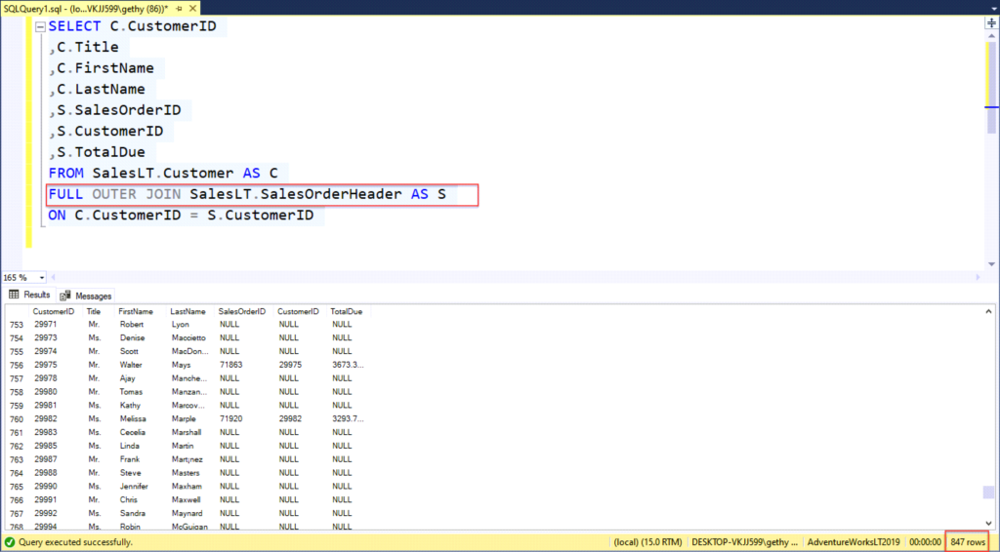 SQLQuery1.sql - (lo...VKJJ599\gethy (86))*
SELECT C.CustomerID
,C.Title
,C.FirstName
,C.LastName
,S.SalesOrderID
,S.CustomerID
,S.TotalDue
FROM SalesLT.Customer AS C
FULL OUTER JOIN SalesLT.SalesOrderHeader AS S
ON C.CustomerID = S.CustomerID
165 %
Results Messages
CustomerID Title FirstName LastName SalesOrderID CustomerID TotalDue
753 29971 Mr. Robert Lyon NULL NULL NULL
754 29973 Ms. Denise Maccietto NULL NULL NULL
755 29974 Mr. Scott MacDon... NULL NULL NULL
756 29975 Mr. Walter Mays 71863 29975 3673.3...
757 29978 Mr. Ajay Manche... NULL NULL NULL
758 29980 Mr. Tomas Manzan... NULL NULL NULL
759 29981 Ms. Kathy Marcov... NULL NULL NULL
760 29982 Ms. Melissa Marple 71920 29982 3293.7...
761 29983 Ms. Cecelia Marshall NULL NULL NULL
762 29985 Ms. Linda Martin NULL NULL NULL
763 29987 Mr. Frank Mart¡nez NULL NULL NULL
764 29988 Mr. Steve Masters NULL NULL NULL
765 29990 Ms. Jennifer Maxham NULL NULL NULL
766 29991 Mr. Chris Maxwell NULL NULL NULL
767 29992 Ms. Sandra Maynard NULL NULL NULL
768 29994 Ms. Robin McGuigan NULL NULL NULL
Query executed successfully. (local) (15.0 RTM) DESKTOP-VKJJ599\gethy ... AdventureWorksLT2019 00:00:00 847 rows